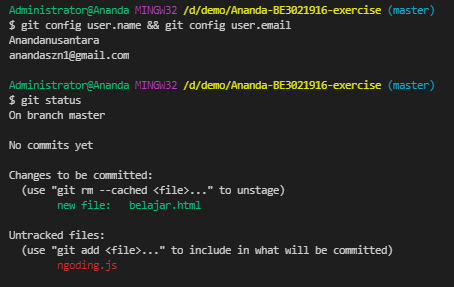 Administrator@Ananda MINGW32 /d/demo/Ananda-BE3021916-exercise (master)
$ git config user.name && git config user.email
Anandanusantara
anandaszn1@gmail.com

Administrator@Ananda MINGW32 /d/demo/Ananda-BE3021916-exercise (master)
$ git status
On branch master

No commits yet

Changes to be committed:
  (use "git rm --cached <file>..." to unstage)
        new file:   belajar.html

Untracked files:
  (use "git add <file>..." to include in what will be committed)
        ngoding.js